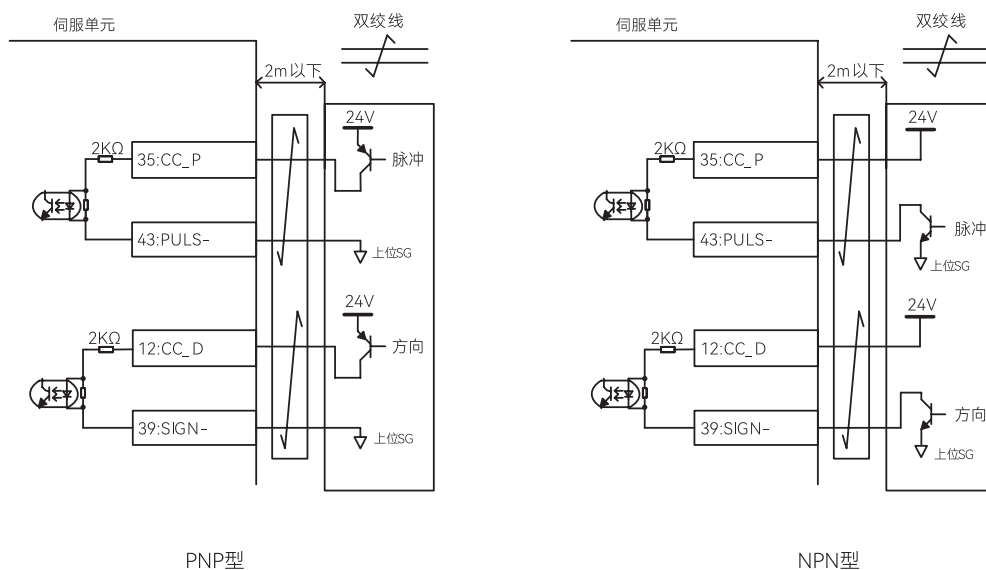 伺服单元
双绞线
2m以下
24V
2KΩ
35:CC_P
脉冲
43:PULS-
上位SG
24V
2KΩ
12:CC_D
方向
39:SIGN-
上位SG
PNP型
伺服单元
双绞线
2m以下
24V
2KΩ
35:CC_P
43:PULS-
脉冲
上位SG
24V
2KΩ
12:CC_D
39:SIGN-
方向
上位SG
NPN型